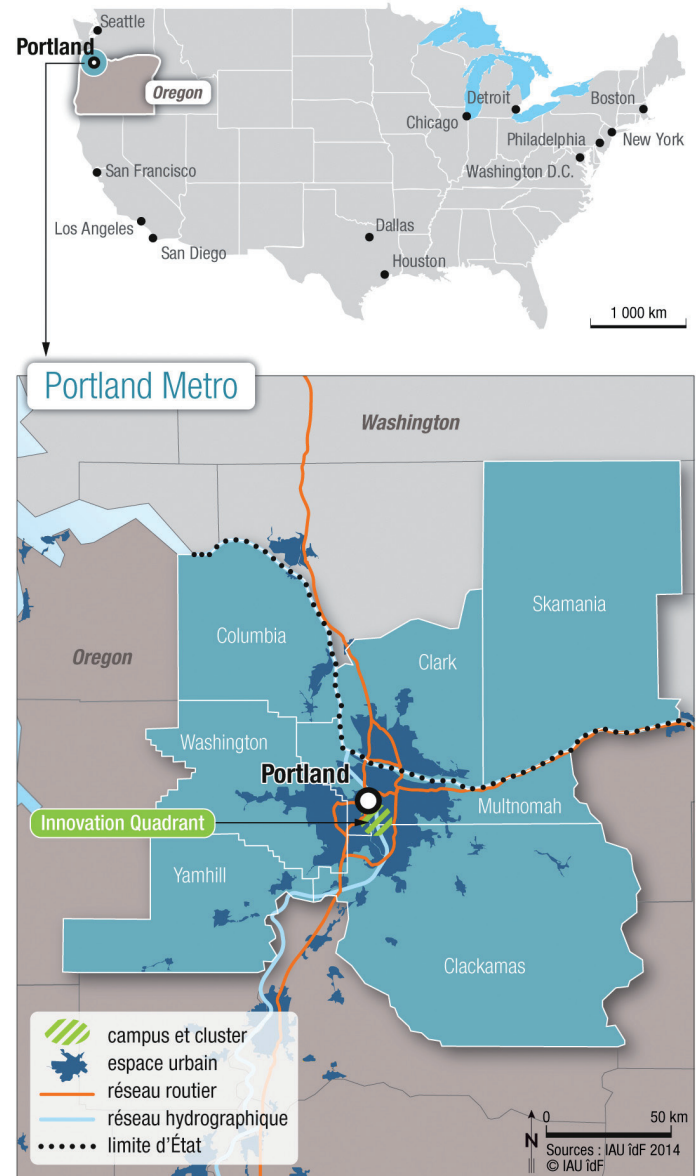 Seattle
Portland
Oregon
Detroit
Boston
Chicago
Philadelphia
New York
Washington D.C.
San Francisco
Los Angeles
San Diego
Dallas
Houston
1 000 km
Portland Metro
Washington
Skamania
Columbia
Clark
Oregon
Washington
Portland
Multnomah
Innovation Quadrant
Yamhill
Clackamas
campus et cluster
espace urbain
réseau routier
réseau hydrographique
limite d'État
0 50 km
N
Sources : IAU îdF 2014
© IAU îdF